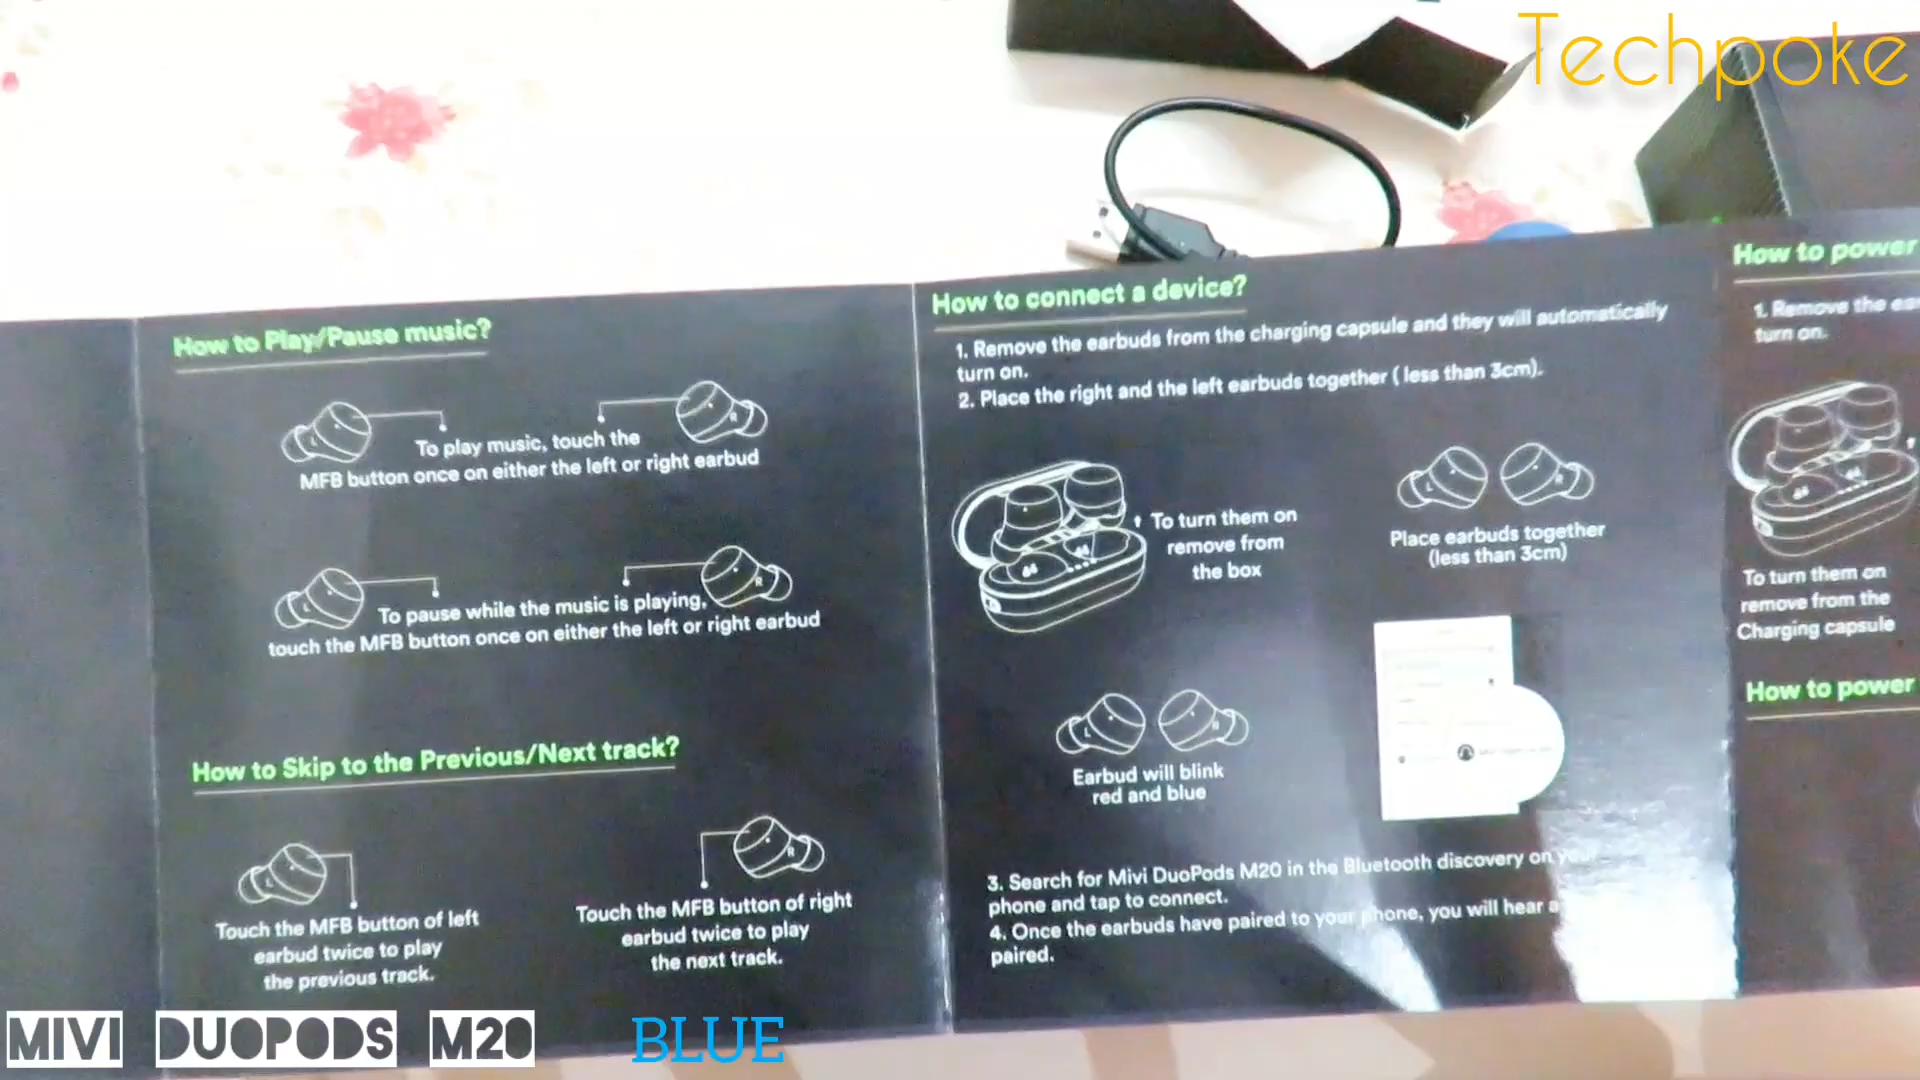 Techpoke
How to Play/Pause music?
To play music, touch the
MFB button once on either the left or right earbud
To pause while the music is playing,
touch the MFB button once on either the left or right earbud
How to Skip to the Previous/Next track?
Touch the MFB button of left
earbud twice to play
the previous track.
Touch the MFB button of right
earbud twice to play
the next track.
How to connect a device?
1. Remove the earbuds from the charging capsule and they will automatically
turn on.
2. Place the right and the left earbuds together ( less than 3cm).
To turn them on
remove from
the box
Place earbuds together
(less than 3cm)
Earbud will blink
red and blue
3. Search for Mivi DuoPods M20 in the Bluetooth discovery on
phone and tap to connect.
4. Once the earbuds have paired to your phone, you will hear a
paired.
How to power
1. Remove the
turn on.
To turn them on
remove from the
Charging capsule
How to power
MIVI DUOPODS M20 BLUE